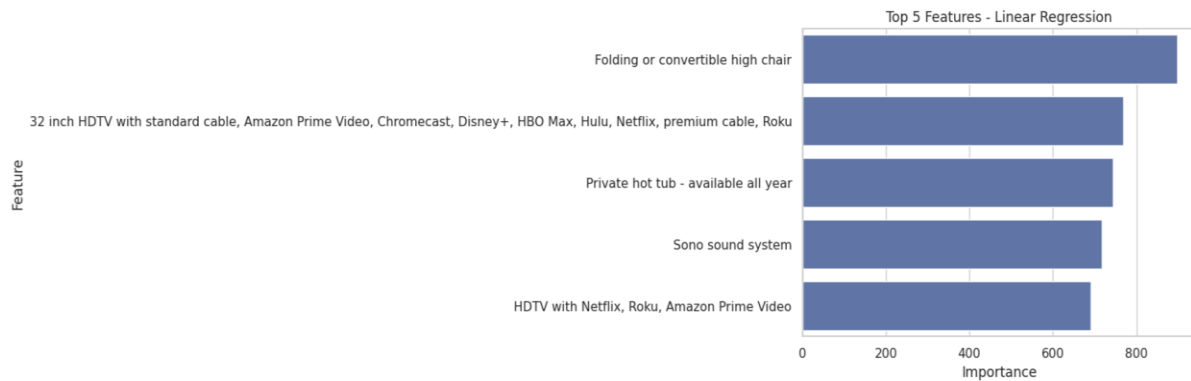 Top 5 Features - Linear Regression
Folding or convertible high chair
32 inch HDTV with standard cable, Amazon Prime Video, Chromecast, Disney+, HBO Max, Hulu, Netflix, premium cable, Roku
Private hot tub - available all year
Sono sound system
HDTV with Netflix, Roku, Amazon Prime Video
Feature
0 200 400 600 800
Importance